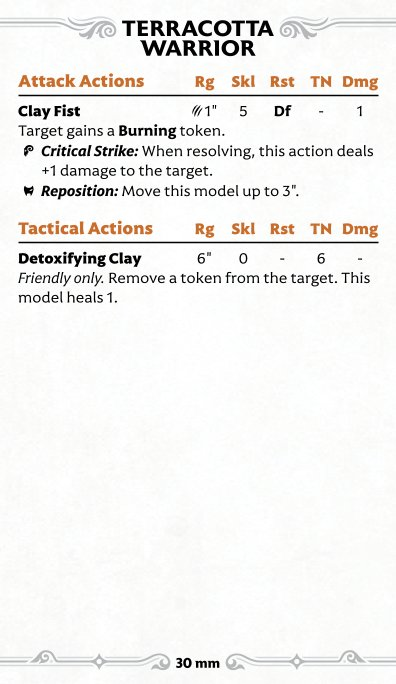 TERRACOTTA
WARRIOR
Attack Actions Rg Skl Rst TN Dmg
Clay Fist 1" 5 Df - 1
Target gains a Burning token.
Critical Strike: When resolving, this action deals
+1 damage to the target.
Reposition: Move this model up to 3".
Tactical Actions Rg Skl Rst TN Dmg
Detoxifying Clay 6" 0 - 6 -
Friendly only. Remove a token from the target. This
model heals 1.
30 mm